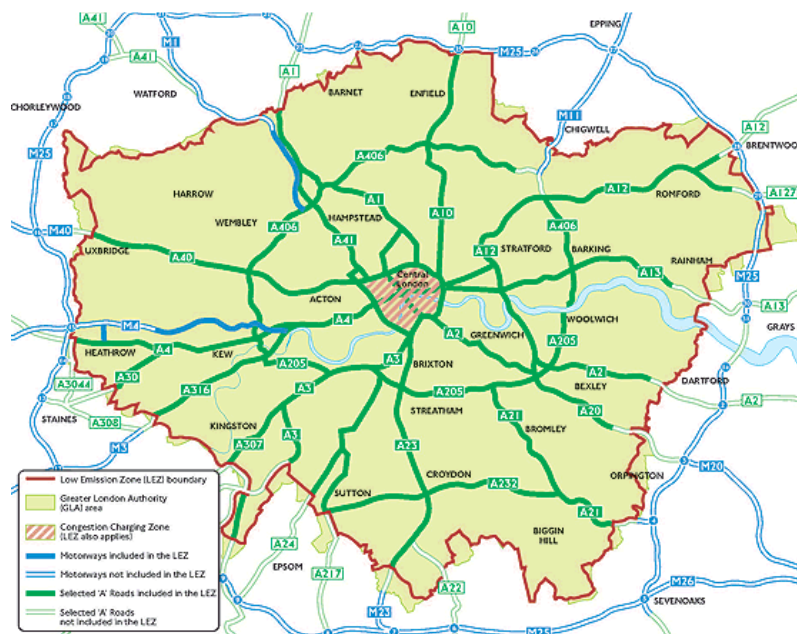 A41
A10
EPPING
M1
A1
M25
A41
WATFORD
BARNET
ENFIELD
CHORLEYWOOD
M11
CHIGWELL
A12
M25
A406
BRENTWOOD
HARROW
A1
A12
ROMFORD
A127
WEMBLEY
HAMPSTEAD
A10
A406
M40
A406
A41
A12
STRATFORD
BARKING
UXBRIDGE
A40
Central
London
RAINHAM
M25
A13
ACTON
A13
M4
A4
A2
GREENWICH
WOOLWICH
GRAYS
HEATHROW
A4
KEW
A205
A3044
A30
A316
A205
A3
BRIXTON
A2
DARTFORD
A3
A205
BEXLEY
A2
STAINES
A308
STREATHAM
A21
A20
M3
KINGSTON
A307
A3
A23
BROMLEY
M20
CROYDON
A232
ORPINGTON
SUTTON
A21
BIGGIN
HILL
A24
EPSOM
A217
A22
M26
M23
SEVENOAKS
M25
Low Emission Zone (LEZ) boundary
Greater London Authority
(GLA) area
Congestion Charging Zone
(LEZ also applies)
Motorways included in the LEZ
Motorways not included in the LEZ
Selected 'A' Roads included in the LEZ
Selected 'A' Roads
not included in the LEZ